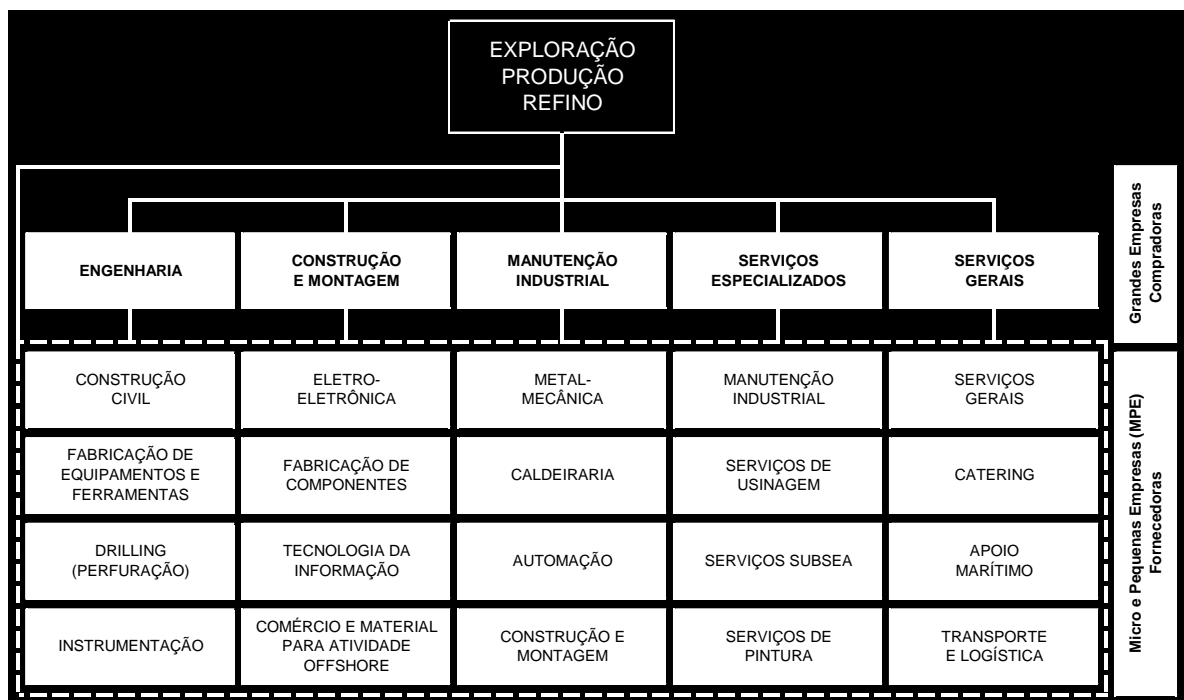 EXPLORAÇÃO
PRODUÇÃO
REFINO
ENGENHARIA
CONSTRUÇÃO
E MONTAGEM
MANUTENÇÃO
INDUSTRIAL
SERVIÇOS
ESPECIALIZADOS
SERVIÇOS
GERAIS
Grandes Empresas
Compradoras
CONSTRUÇÃO
CIVIL
ELETRO-
ELETRÔNICA
METAL-
MECÂNICA
MANUTENÇÃO
INDUSTRIAL
SERVIÇOS
GERAIS
FABRICAÇÃO DE
EQUIPAMENTOS E
FERRAMENTAS
FABRICAÇÃO DE
COMPONENTES
CALDEIRARIA
SERVIÇOS DE
USINAGEM
CATERING
DRILLING
(PERFURAÇÃO)
TECNOLOGIA DA
INFORMAÇÃO
AUTOMAÇÃO
SERVIÇOS SUBSEA
APOIO
MARÍTIMO
INSTRUMENTAÇÃO
COMÉRCIO E MATERIAL
PARA ATIVIDADE
OFFSHORE
CONSTRUÇÃO E
MONTAGEM
SERVIÇOS DE
PINTURA
TRANSPORTE
E LOGÍSTICA
Micro e Pequenas Empresas (MPE)
Fornecedoras